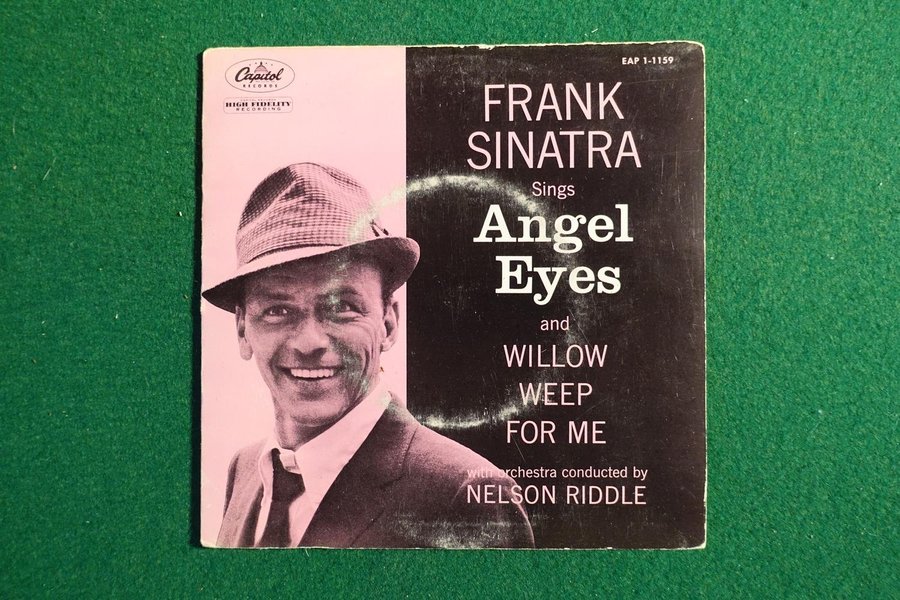 Capitol
RECORDS
HIGH FIDELITY
RECORDING
EAP 1-1159
FRANK
SINATRA
Sings
Angel
Eyes
and
WILLOW
WEEP
FOR ME
with orchestra conducted by
NELSON RIDDLE